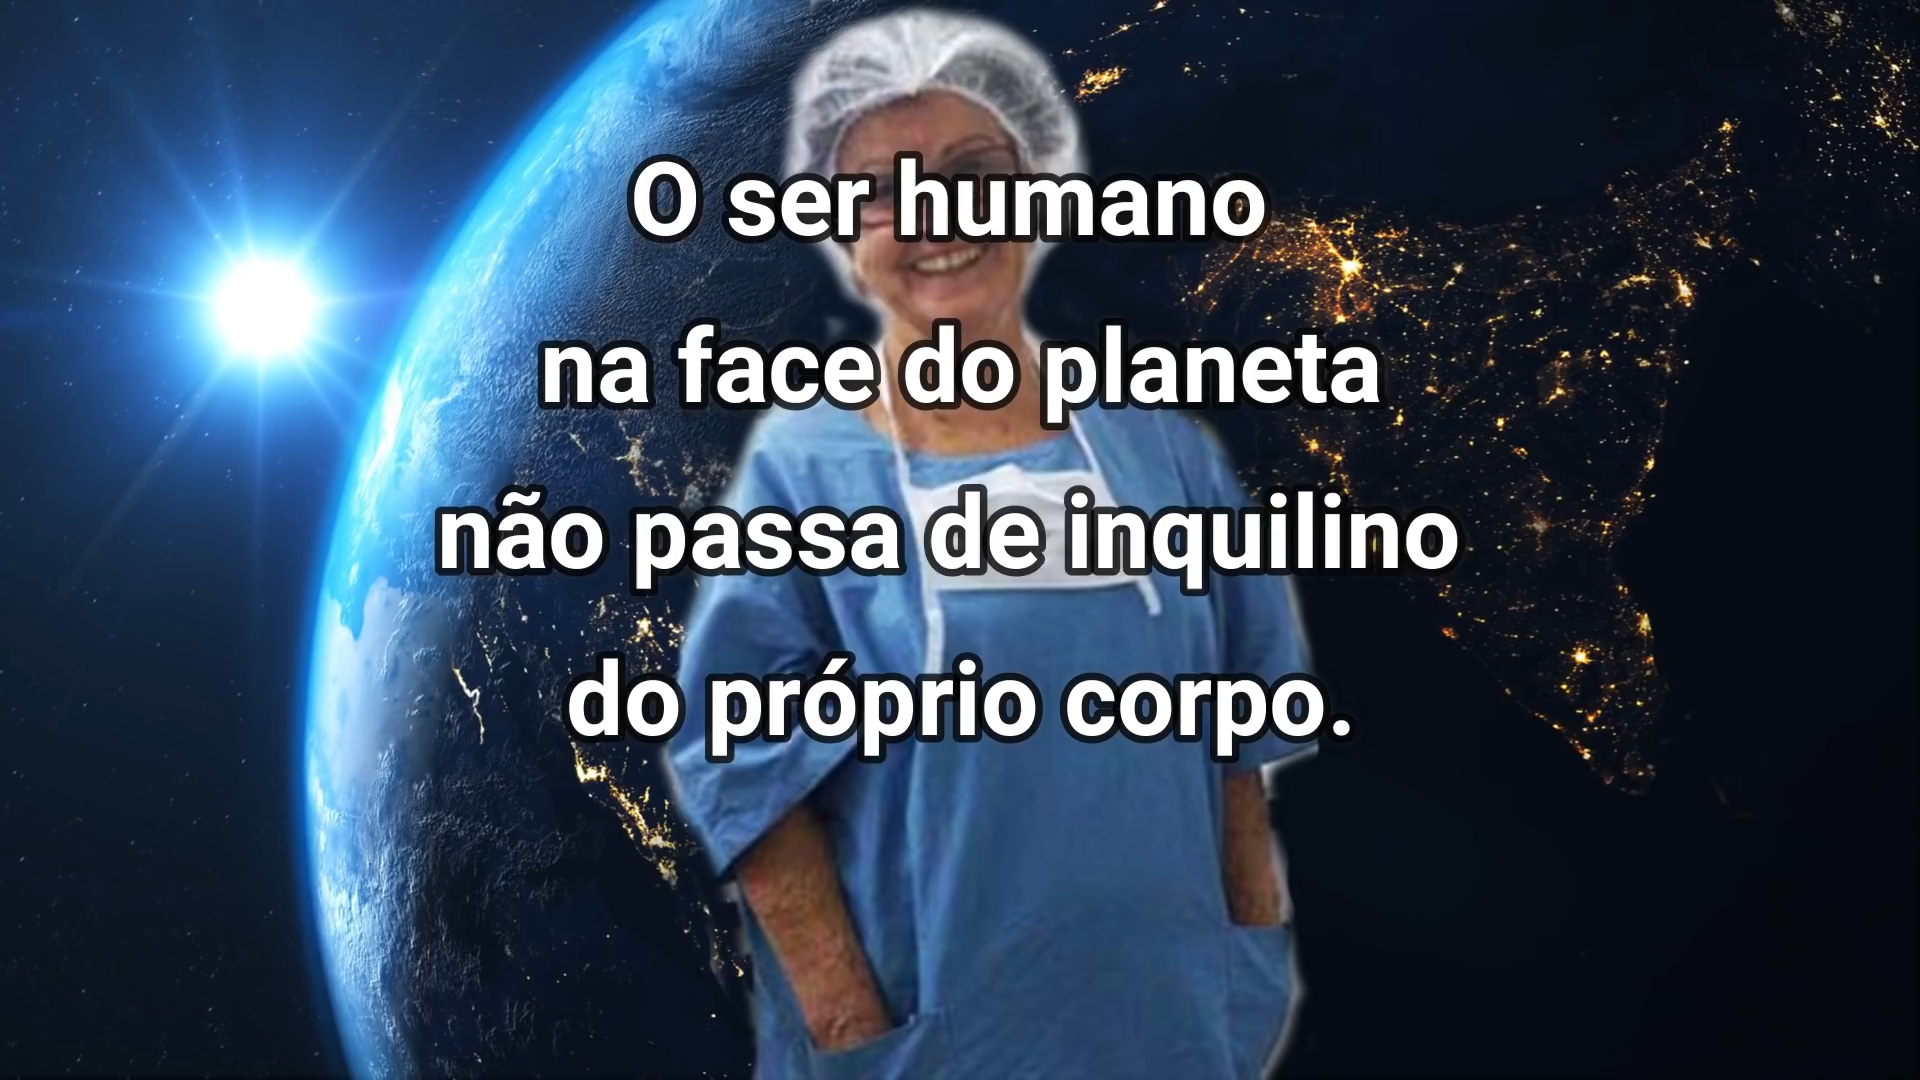 O ser humano
na face do planeta
não passa de inquilino
do próprio corpo.